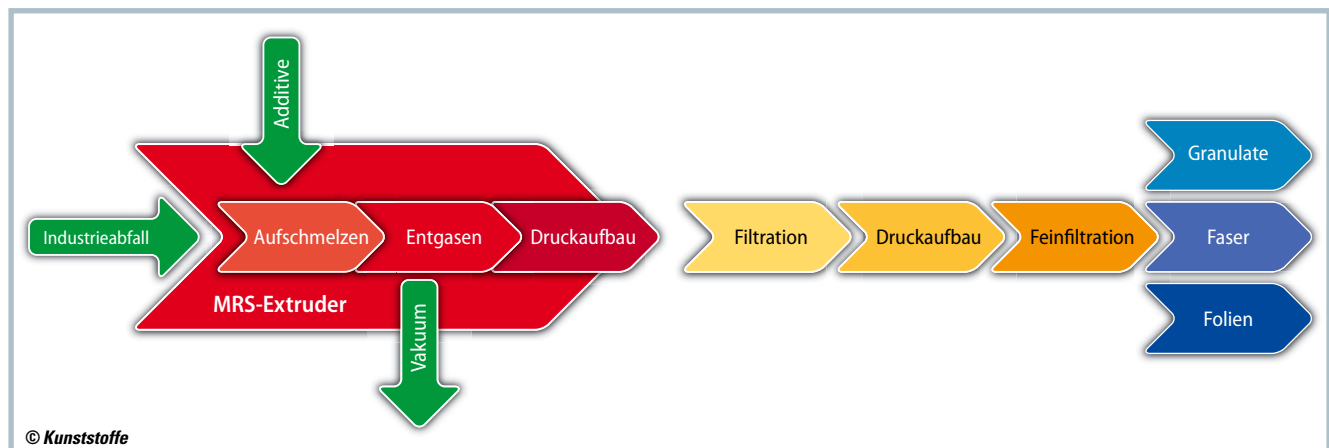 Additive
Industrieabfall
Aufschmelzen
Entgasen
Druckaufbau
MRS-Extruder
Vakuum
Filtration
Druckaufbau
Feinfiltration
Granulate
Faser
Folien
© Kunststoffe